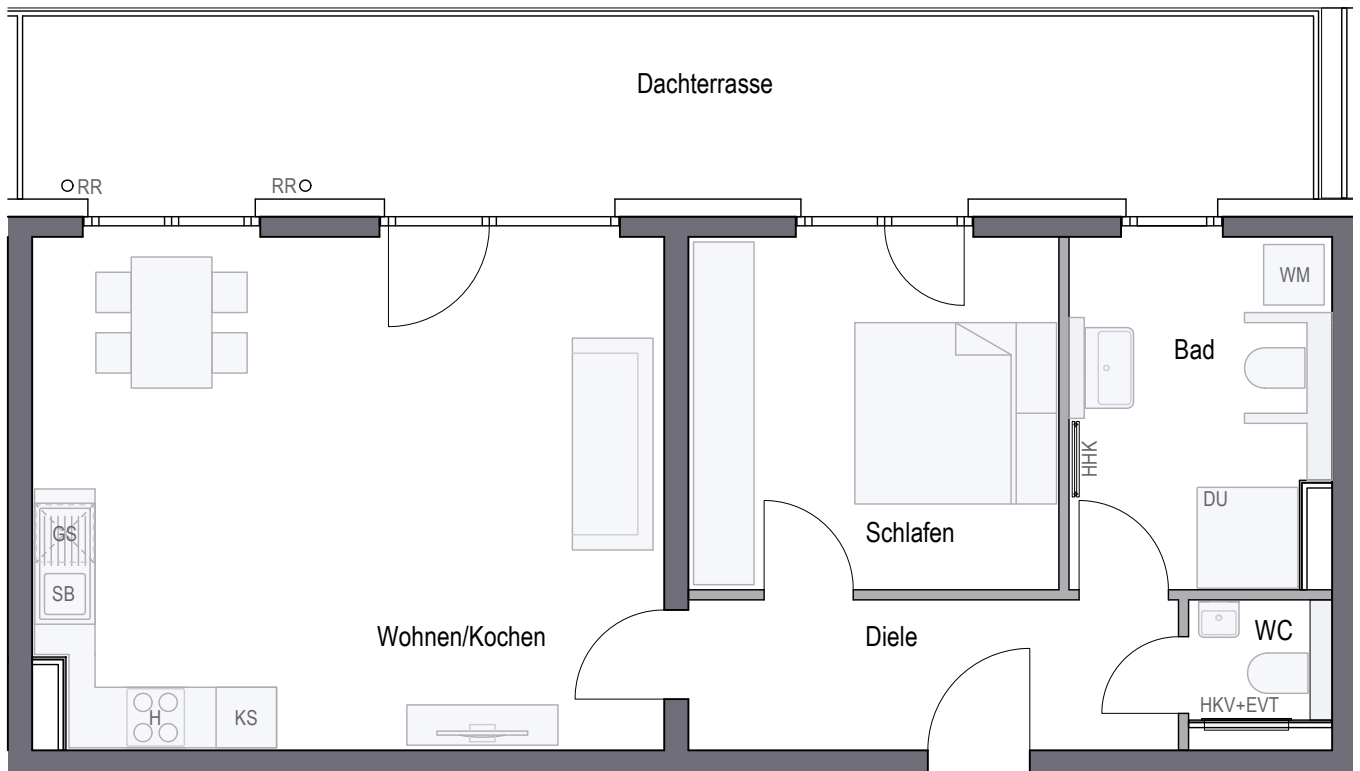 Dachterrasse
RR
RR
WM
Bad
HHK
DU
GS
Schlafen
SB
Wohnen/Kochen
Diele
WC
HKV+EVT
H
KS